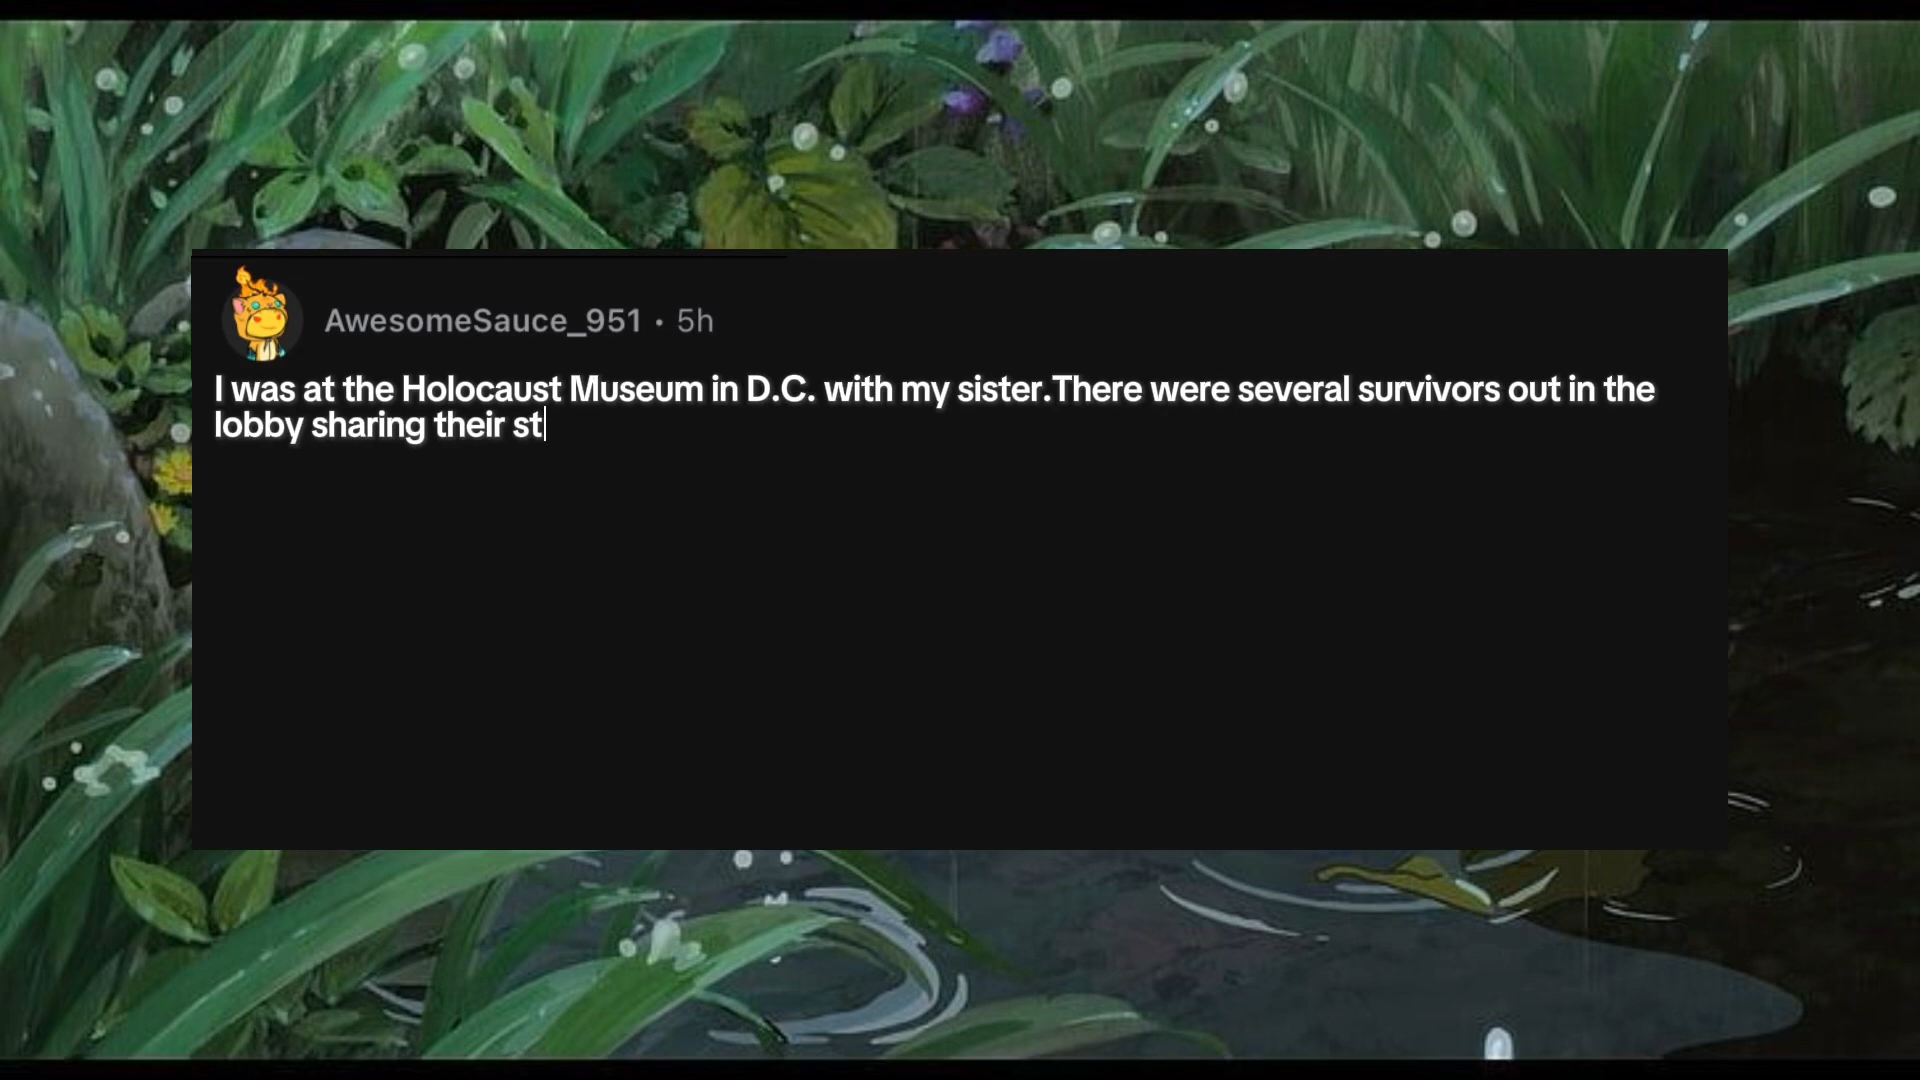 AwesomeSauce_951 • 5h
I was at the Holocaust Museum in D.C. with my sister.There were several survivors out in the
lobby sharing their st